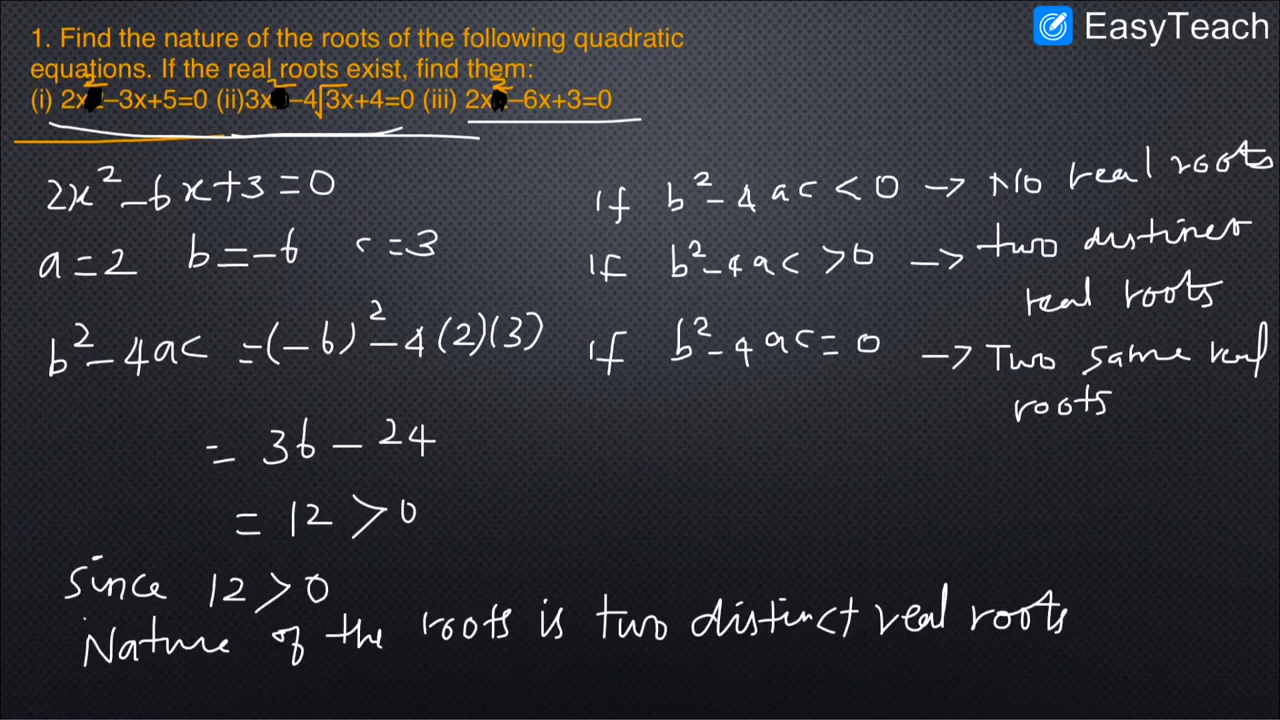 EasyTeach
1. Find the nature of the roots of the following quadratic
equations. If the real roots exist, find them:
(i) 2x²–3x+5=0 (ii)3x²–4√3x+4=0 (iii) 2x²–6x+3=0
2x²-6x+3=0
a=2 b=-6 c=3
b²-4ac =(-6)²-4(2)(3)
= 36-24
= 12>0
Since 12>0
Nature of the roots is two distinct real roots
if b²-4ac<0 → No real roots
if b²-4ac>0 → two distinct
real roots
if b²-4ac=0 → Two same real
roots